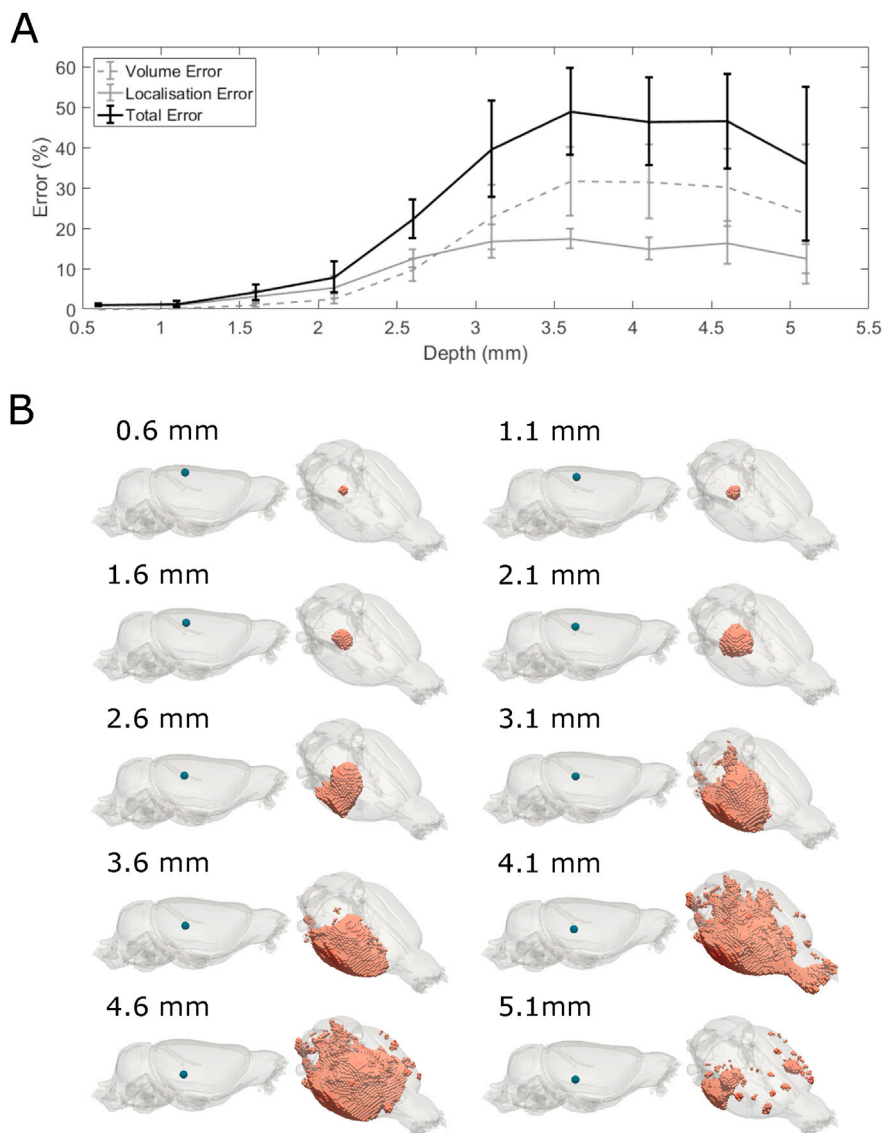 A
60
50
40
30
20
10
0
Error (%)
Volume Error
Localisation Error
Total Error
0.5 1 1.5 2 2.5 3 3.5 4 4.5 5 5.5
Depth (mm)
B
0.6 mm 1.1 mm
1.6 mm 2.1 mm
2.6 mm 3.1 mm
3.6 mm 4.1 mm
4.6 mm 5.1mm